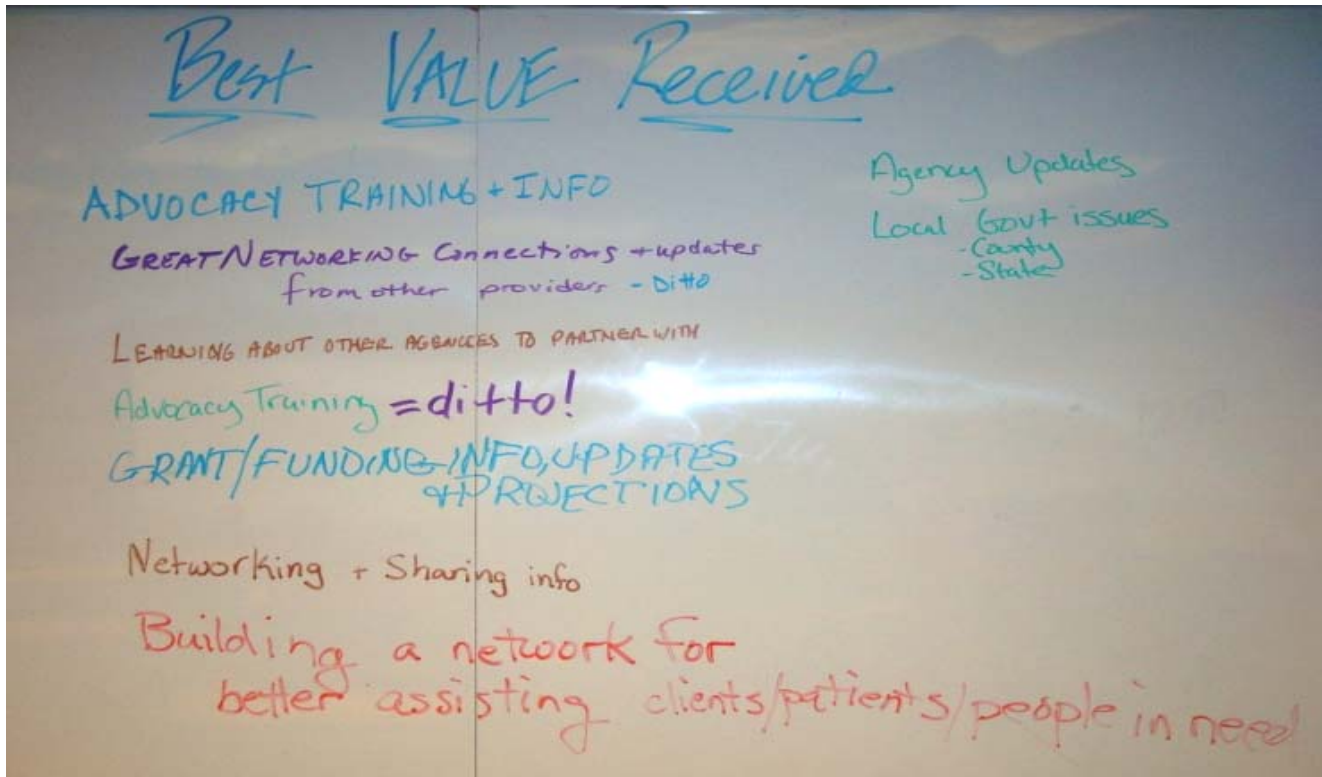 Best VALUE Received
ADVOCACY TRAINING + INFO
GREAT NETWORKING Connections + updates
from other providers - Ditto
LEARNING ABOUT OTHER AGENCIES TO PARTNER WITH
Advocacy Training = ditto!
GRANT/FUNDING INFO, UPDATES
+ PROJECTIONS
Networking + Sharing info
Building a network for
better assisting clients/patients/people in need
Agency Updates
Local Govt issues
- County
- State